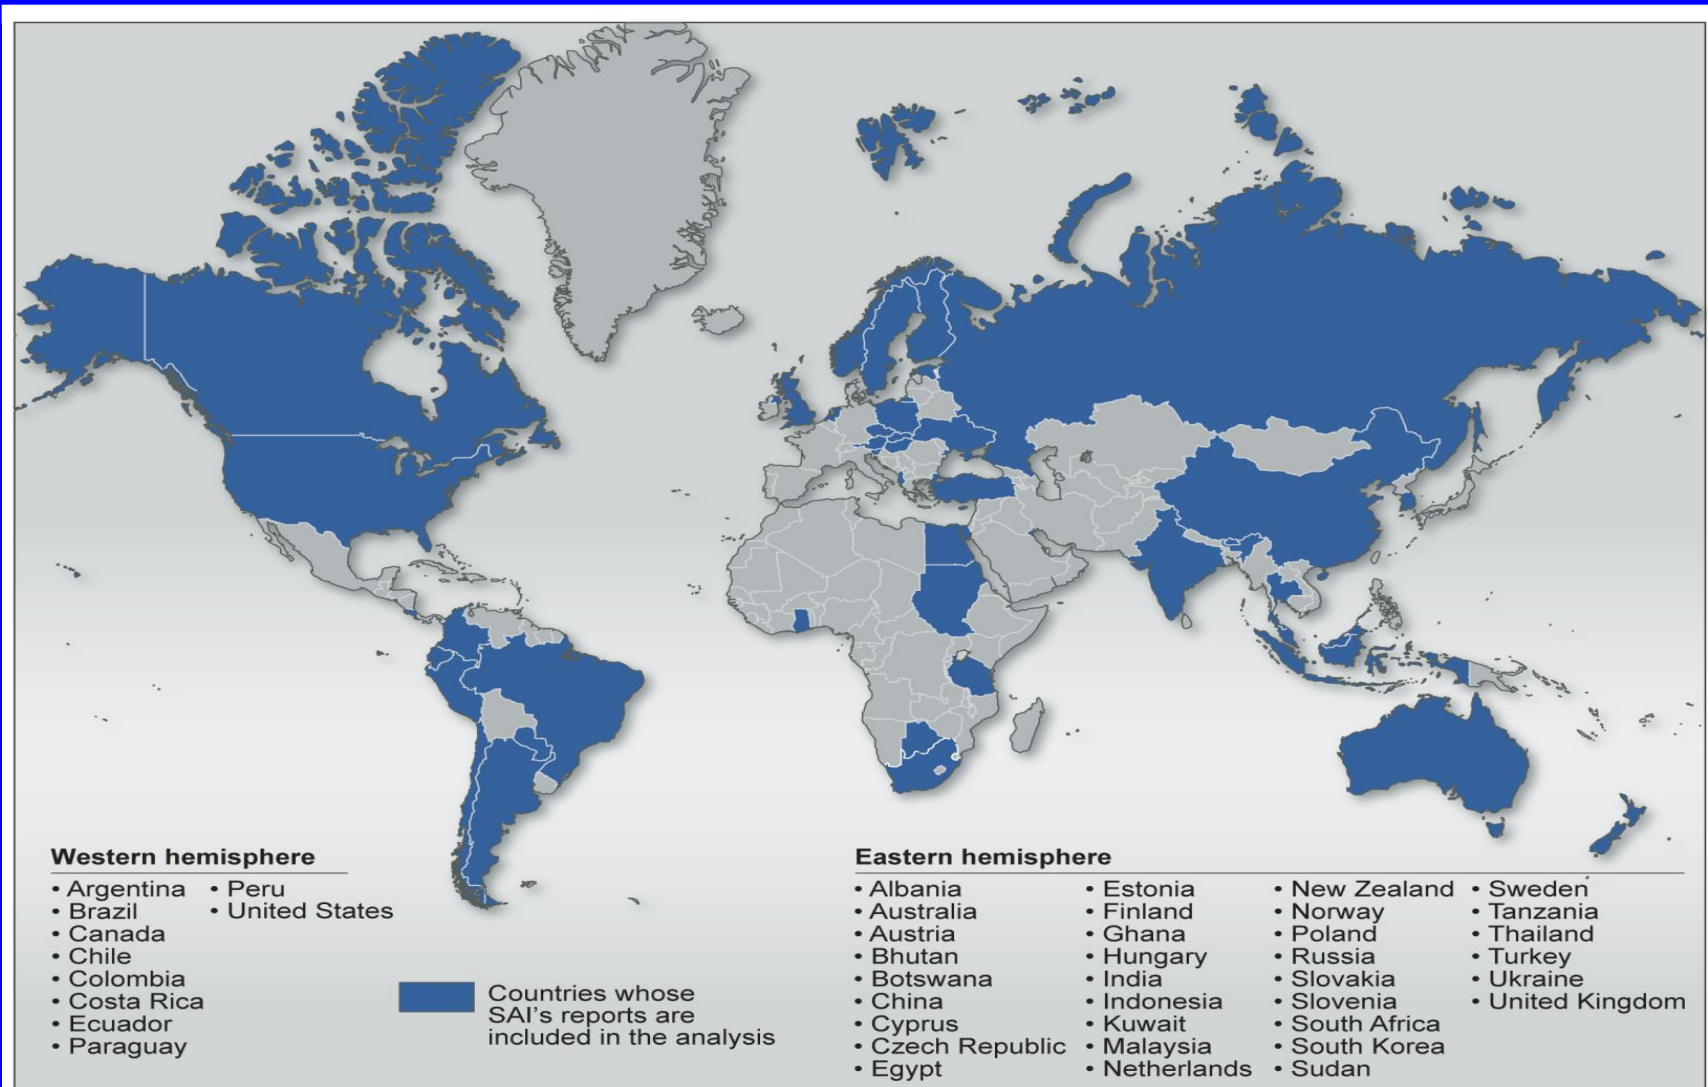 Western hemisphere
• Argentina
• Brazil
• Canada
• Chile
• Colombia
• Costa Rica
• Ecuador
• Paraguay
• Peru
• United States
Countries whose
SAI's reports are
included in the analysis
Eastern hemisphere
• Albania
• Australia
• Austria
• Bhutan
• Botswana
• China
• Cyprus
• Czech Republic
• Egypt
• Estonia
• Finland
• Ghana
• Hungary
• India
• Indonesia
• Kuwait
• Malaysia
• Netherlands
• New Zealand
• Norway
• Poland
• Russia
• Slovakia
• Slovenia
• South Africa
• South Korea
• Sudan
• Sweden
• Tanzania
• Thailand
• Turkey
• Ukraine
• United Kingdom